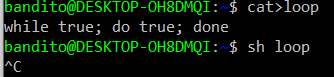 bandito@DESKTOP-OH8DMQI:~$ cat>loop
while true; do true; done
bandito@DESKTOP-OH8DMQI:~$ sh loop
^C